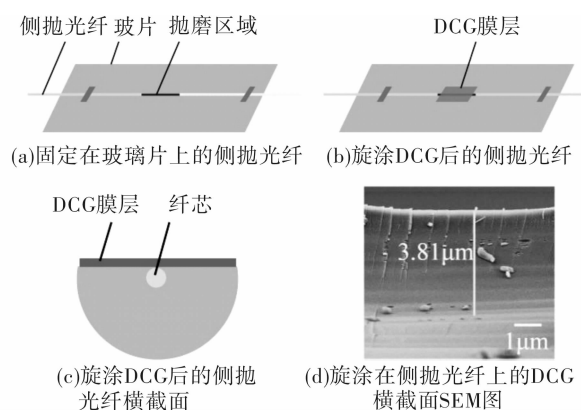 侧抛光纤 玻片 抛磨区域
DCG膜层
(a)固定在玻璃片上的侧抛光纤
(b)旋涂DCG后的侧抛光纤
DCG膜层 纤芯
3.81μm
1μm
(c)旋涂DCG后的侧抛
光纤横截面
(d)旋涂在侧抛光纤上的DCG
横截面SEM图